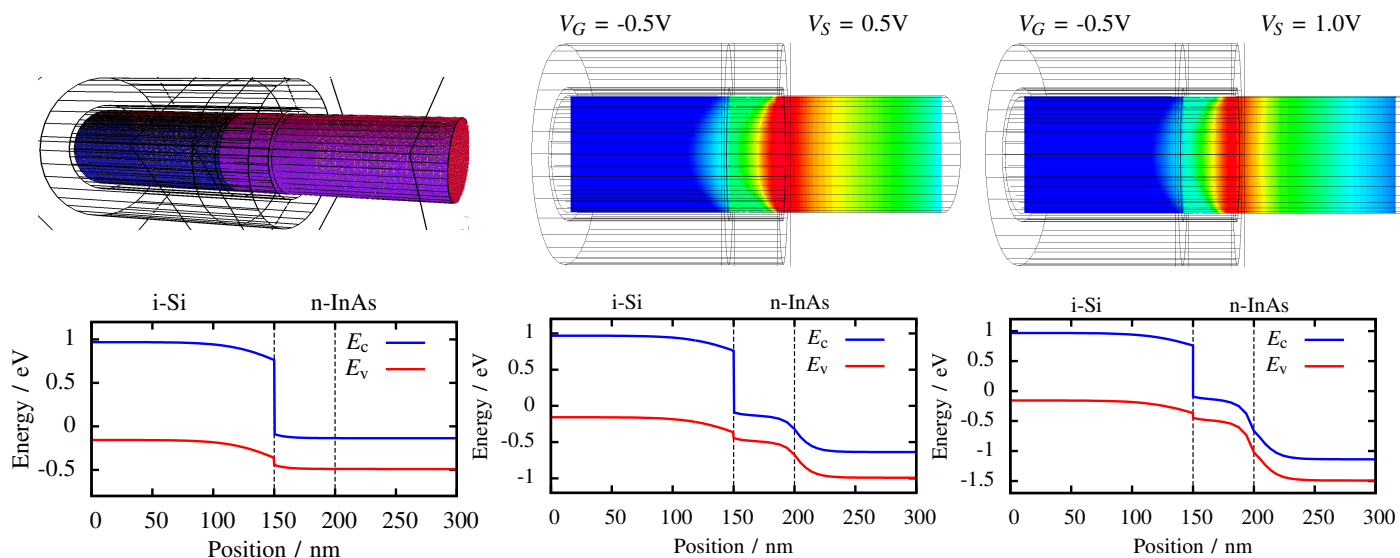 V_G = -0.5V V_S = 0.5V
V_G = -0.5V V_S = 1.0V
i-Si n-InAs
1
0.5
0
-0.5
Energy / eV
E_c
E_v
0 50 100 150 200 250 300
Position / nm
i-Si n-InAs
1
0.5
0
-0.5
-1
Energy / eV
E_c
E_v
0 50 100 150 200 250 300
Position / nm
i-Si n-InAs
1
0.5
0
-0.5
-1
-1.5
Energy / eV
E_c
E_v
0 50 100 150 200 250 300
Position / nm